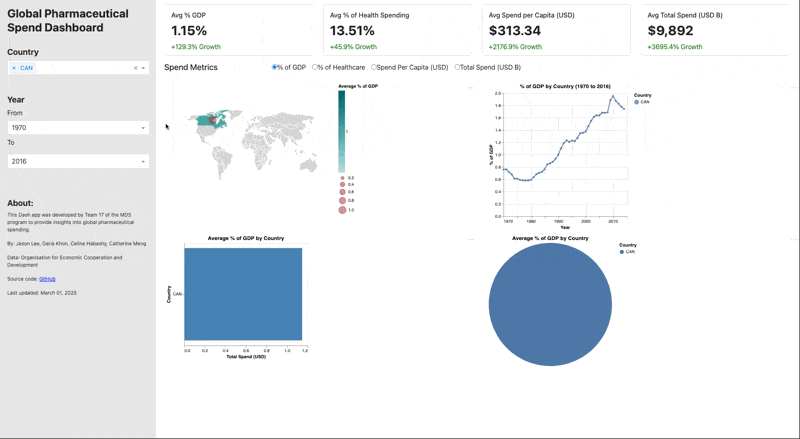 Global Pharmaceutical
Spend Dashboard
Country
× CAN
Year
From
1970
To
2016
About:
This Dash app was developed by Team 17 of the MDS
program to provide insights into global pharmaceutical
spending.
By: Jason Lee, Daria Khon, Celine Habashy, Catherine Meng
Data: Organisation for Economic Cooperation and
Development
Source code: GitHub
Last updated: March 01, 2025
Avg % GDP
1.15%
+129.3% Growth
Avg % of Health Spending
13.51%
+45.9% Growth
Avg Spend per Capita (USD)
$313.34
+2176.9% Growth
Avg Total Spend (USD B)
$9,892
+3695.4% Growth
Spend Metrics
% of GDP
% of Healthcare
Spend Per Capita (USD)
Total Spend (USD B)
Average % of GDP
0.2
0.4
0.6
0.8
1.0
% of GDP by Country (1970 to 2016)
% of GDP
2.0
1.8
1.6
1.4
1.2
1.0
0.8
0.6
0.4
0.2
0.0
1970
1980
1990
2000
2010
Year
Country
CAN
Average % of GDP by Country
Country
CAN
0.0
0.2
0.4
0.6
0.8
1.0
1.2
Total Spend (USD)
Average % of GDP by Country
Country
CAN